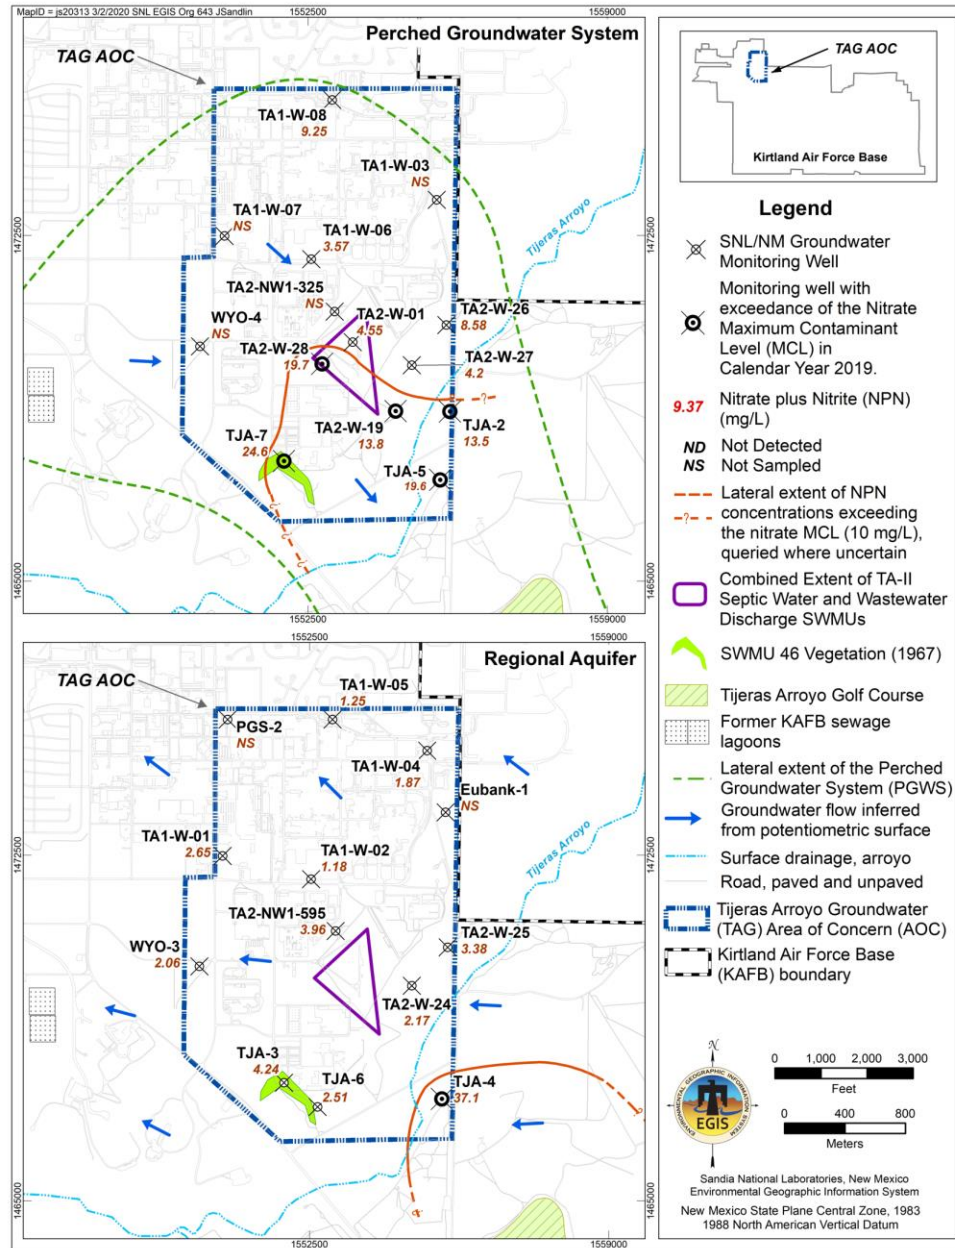 MapID = js20313 3/2/2020 SNL EGIS Org 643 JSandlin
1552500
1559000
Perched Groundwater System
TAG AOC
TA1-W-08
9.25
TA1-W-03
NS
TA1-W-07
NS
TA1-W-06
3.57
Tijeras Arroyo
1472500
TA2-NW1-325
NS
TA2-W-01
4.55
TA2-W-26
8.58
WYO-4
NS
TA2-W-28
19.7
TA2-W-27
4.2
?
TA2-W-19
13.8
TJA-2
13.5
TJA-7
24.6
TJA-5
19.6
?
?
1465000
1552500
1559000
Regional Aquifer
TAG AOC
TA1-W-05
1.25
PGS-2
NS
TA1-W-04
1.87
Eubank-1
NS
TA1-W-01
2.65
TA1-W-02
1.18
Tijeras Arroyo
1472500
TA2-NW1-595
3.96
TA2-W-25
3.38
WYO-3
2.06
TA2-W-24
2.17
TJA-3
4.24
TJA-6
2.51
TJA-4
37.1
?
?
1465000
1552500
1559000
TAG AOC
Kirtland Air Force Base
Legend
SNL/NM Groundwater
Monitoring Well
Monitoring well with
exceedance of the Nitrate
Maximum Contaminant
Level (MCL) in
Calendar Year 2019.
9.37 Nitrate plus Nitrite (NPN)
(mg/L)
ND Not Detected
NS Not Sampled
Lateral extent of NPN
concentrations exceeding
? the nitrate MCL (10 mg/L),
queried where uncertain
Combined Extent of TA-II
Septic Water and Wastewater
Discharge SWMUs
SWMU 46 Vegetation (1967)
Tijeras Arroyo Golf Course
Former KAFB sewage
lagoons
Lateral extent of the Perched
Groundwater System (PGWS)
Groundwater flow inferred
from potentiometric surface
Surface drainage, arroyo
Road, paved and unpaved
Tijeras Arroyo Groundwater
(TAG) Area of Concern (AOC)
Kirtland Air Force Base
(KAFB) boundary
N
ENVIRONMENTAL GEOGRAPHIC INFORMATION SYSTEM
EGIS
0 1,000 2,000 3,000
Feet
0 400 800
Meters
Sandia National Laboratories, New Mexico
Environmental Geographic Information System
New Mexico State Plane Central Zone, 1983
1988 North American Vertical Datum